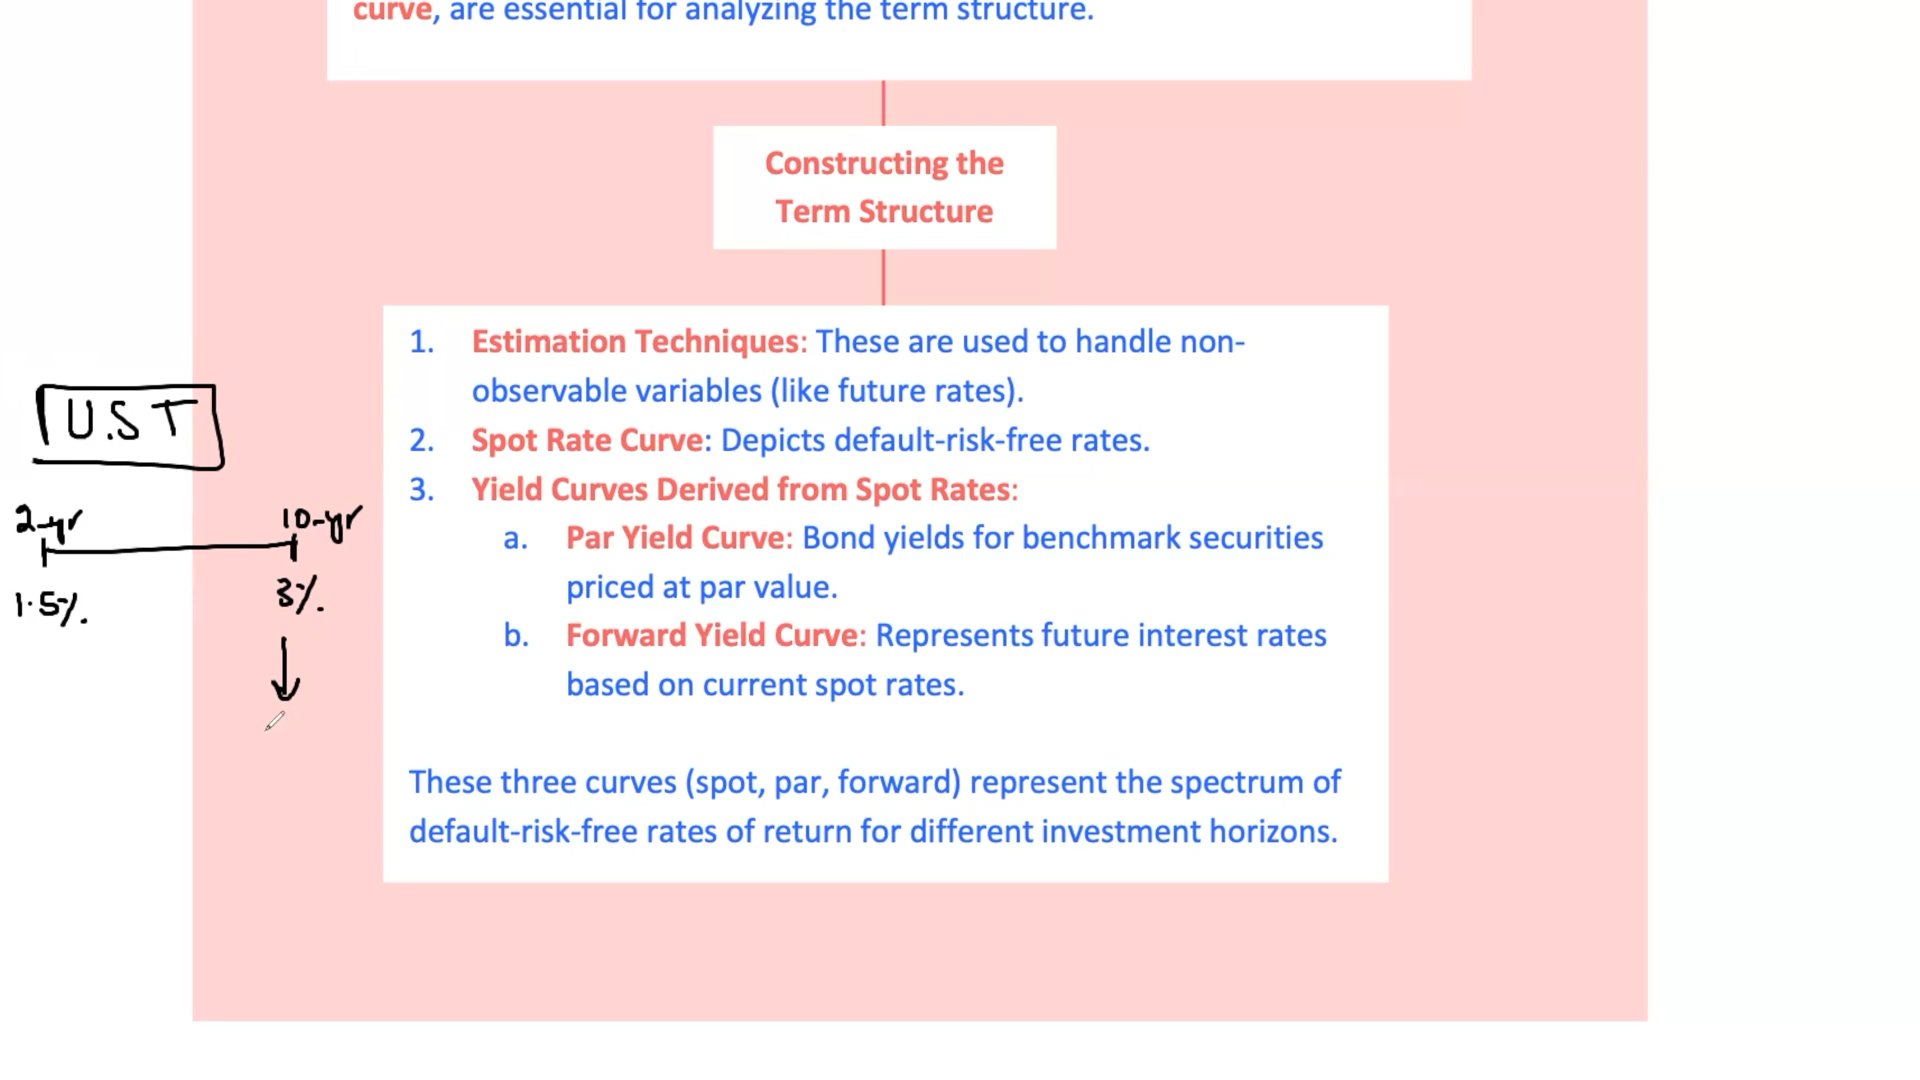 curve, are essential for analyzing the term structure.
Constructing the
Term Structure
1. Estimation Techniques: These are used to handle non-
observable variables (like future rates).
2. Spot Rate Curve: Depicts default-risk-free rates.
3. Yield Curves Derived from Spot Rates:
a. Par Yield Curve: Bond yields for benchmark securities
priced at par value.
b. Forward Yield Curve: Represents future interest rates
based on current spot rates.
These three curves (spot, par, forward) represent the spectrum of
default-risk-free rates of return for different investment horizons.
U.S T
2-yr 10-yr
1.5%. 3%.